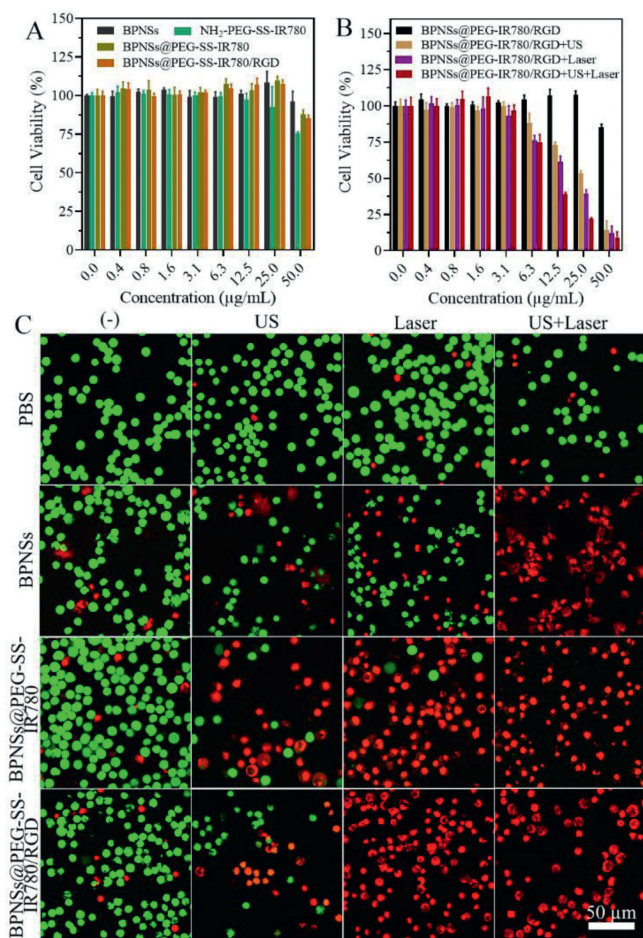 A
BPNSs
NH₂-PEG-SS-IR780
BPNSs@PEG-SS-IR780
BPNSs@PEG-SS-IR780/RGD
Cell Viability (%)
150
125
100
75
50
25
0
0.0 0.4 0.8 1.6 3.1 6.3 12.5 25.0 50.0
Concentration (µg/mL)
B
BPNSs@PEG-IR780/RGD
BPNSs@PEG-IR780/RGD+US
BPNSs@PEG-IR780/RGD+Laser
BPNSs@PEG-IR780/RGD+US+Laser
Cell Viability (%)
150
125
100
75
50
25
0
0.0 0.4 0.8 1.6 3.1 6.3 12.5 25.0 50.0
Concentration (µg/mL)
C
(-) US Laser US+Laser
PBS
BPNSs
BPNSs@PEG-SS-
IR780
BPNSs@PEG-SS-
IR780/RGD
50 µm